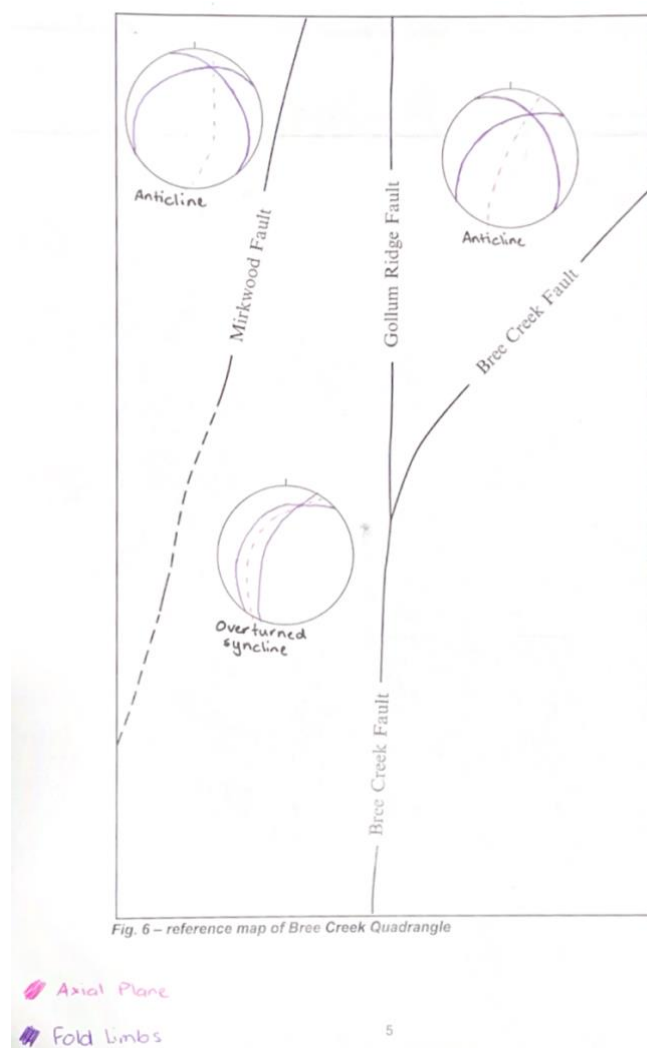 Anticline
Mirkwood Fault
Gollum Ridge Fault
Anticline
Bree Creek Fault
Overturned
syncline
Bree Creek Fault
Fig. 6 – reference map of Bree Creek Quadrangle
Axial Plane
5
Fold Limbs